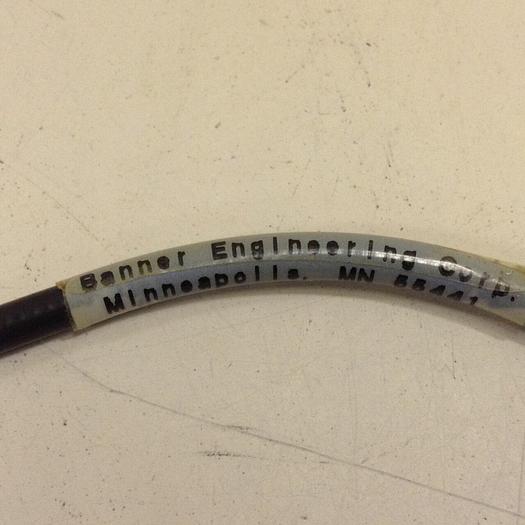 Banner Engineering Corp.
Minneapolis, MN 55441